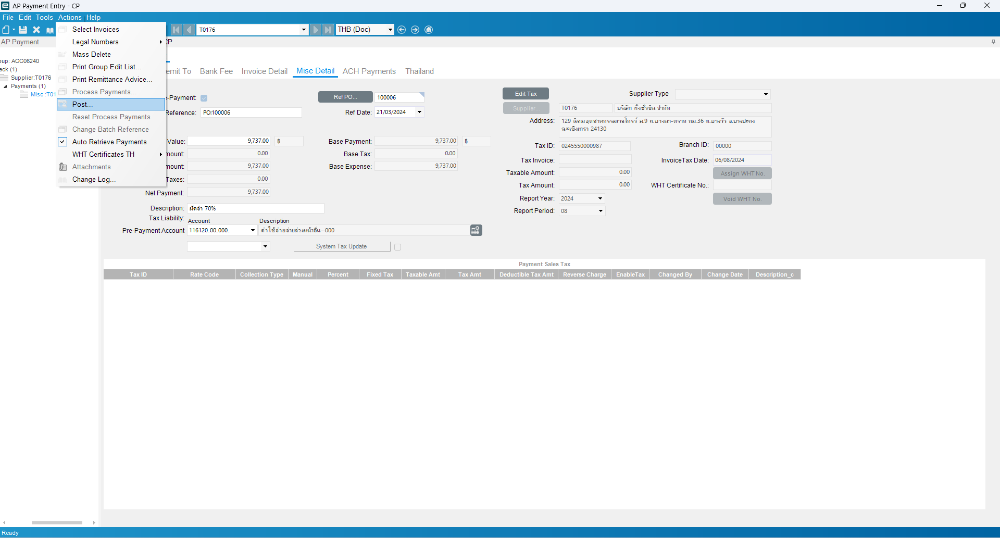 AP Payment Entry - CP
File Edit Tools Actions Help
T0176 THB (Doc)
AP Payment
CP
Select Invoices
Legal Numbers
Mass Delete
Print Group Edit List...
Print Remittance Advice...
Process Payments...
Post...
Reset Process Payments
Change Batch Reference
Auto Retrieve Payments
WHT Certificates TH
Attachments
Change Log...
oup: ACC06240
eck (1)
Supplier:T0176
Payments (1)
Misc :T01
emit To Bank Fee Invoice Detail Misc Detail ACH Payments Thailand
e-Payment: Ref PO... 100006
Reference: PO:100006 Ref Date: 21/03/2024
Value: 9,737.00 ฿ Base Payment: 9,737.00 ฿
mount: 0.00 Base Tax: 0.00
mount: 9,737.00 Base Expense: 9,737.00
Taxes: 0.00
Net Payment: 9,737.00
Description: มัดจำ 70%
Tax Liability: Account Description
Pre-Payment Account 116120.00.000. ค่าใช้จ่ายจ่ายล่วงหน้าอื่น--000
System Tax Update
Edit Tax Supplier Type
Supplier... T0176 บริษัท ทั่งฮั่วซิน จำกัด
Address: 129 นิคมอุตสาหกรรมเวลโกรว์ ม.9 ถ.บางนา-ตราด กม.36 ต.บางวัว อ.บางปะกง
ฉะเชิงเทรา 24130
Tax ID: 0245550000987 Branch ID: 00000
Tax Invoice: InvoiceTax Date: 06/08/2024
Taxable Amount: 0.00 Assign WHT No.
Tax Amount: 0.00 WHT Certificate No.:
Report Year: 2024 Void WHT No.
Report Period: 08
Payment Sales Tax
Tax ID Rate Code Collection Type Manual Percent Fixed Tax Taxable Amt Tax Amt Deductible Tax Amt Reverse Charge EnableTax Changed By Change Date Description_c
Ready